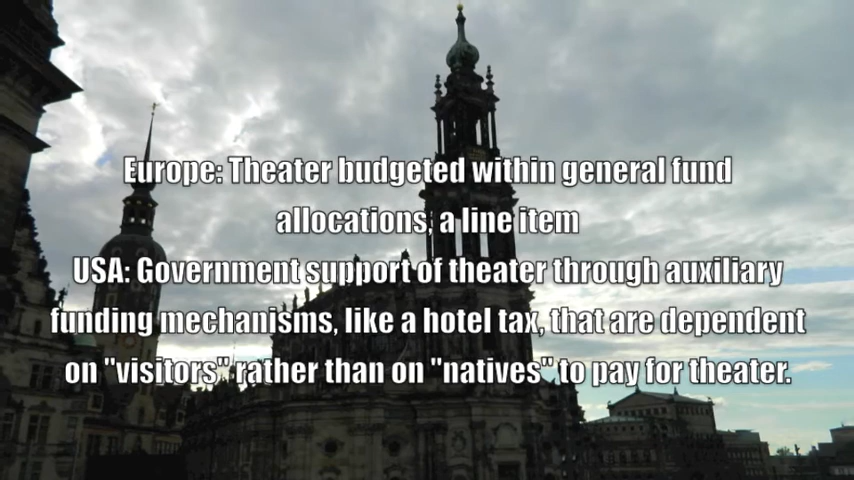 Europe: Theater budgeted within general fund
allocations, a line item
USA: Government support of theater through auxiliary
funding mechanisms, like a hotel tax, that are dependent
on "visitors" rather than on "natives" to pay for theater.